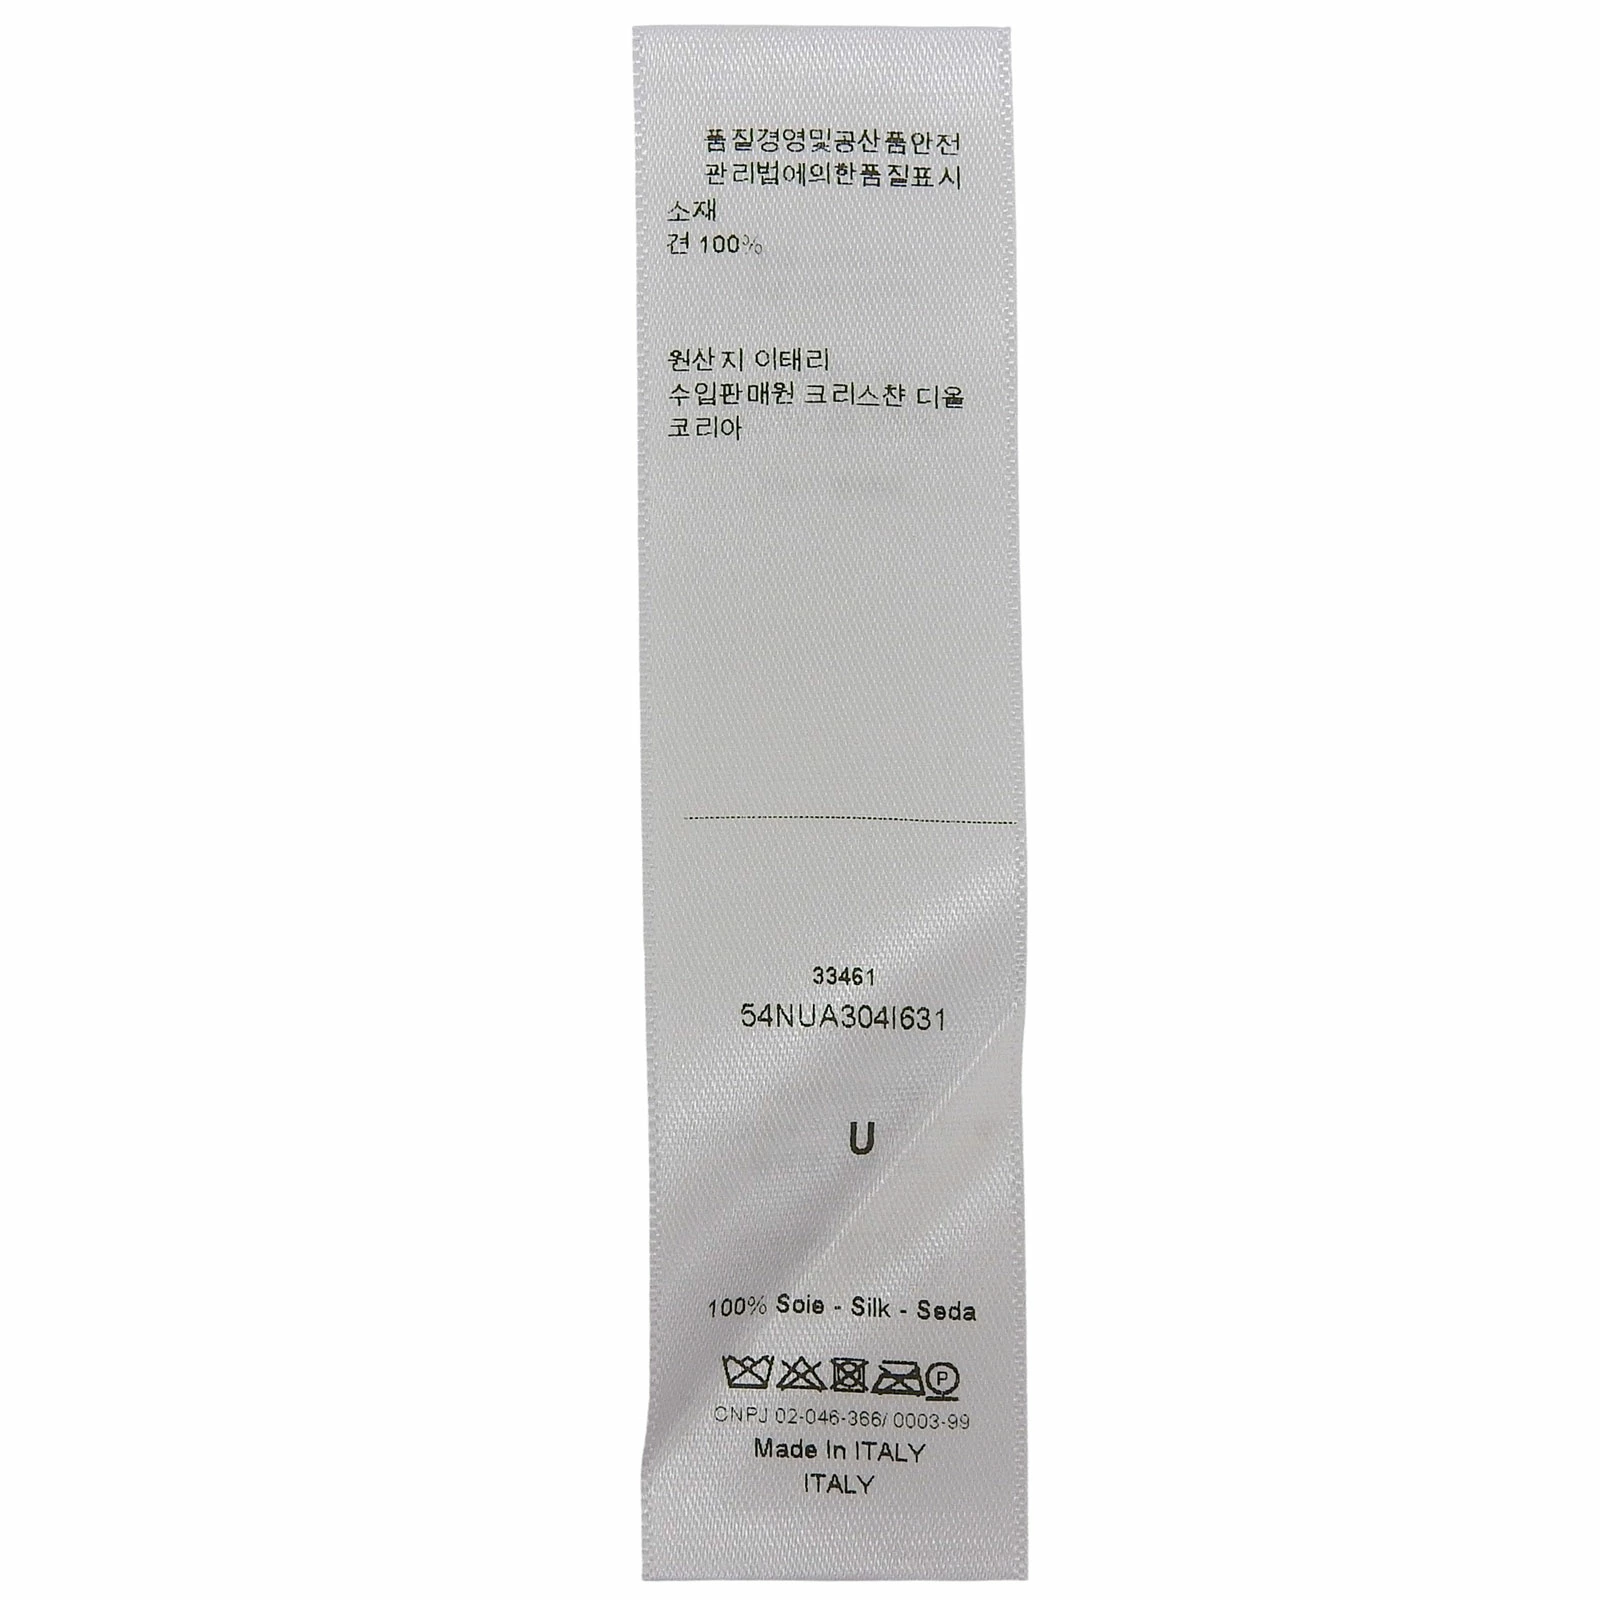 품질경영및공산품안전
관리법에의한품질표시
소재
견 100%
원산지 이태리
수입판매원 크리스챤 디올
코리아
33461
54NUA304I631
U
100% Soie - Silk - Seda
P
CNPJ 02-046-366/0003-99
Made In ITALY
ITALY